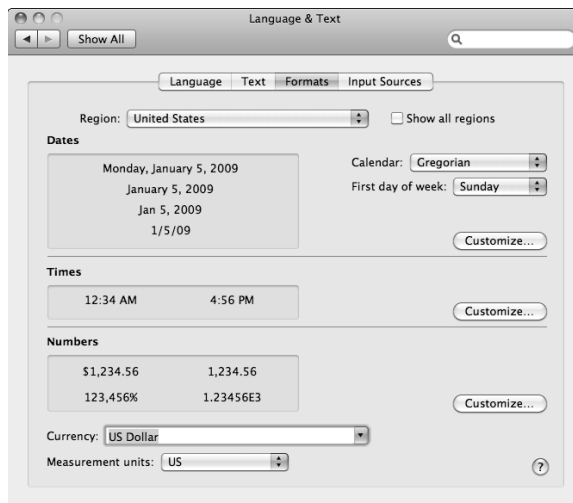 Language & Text
Show All
Language Text Formats Input Sources
Region: United States Show all regions
Dates
Monday, January 5, 2009
January 5, 2009
Jan 5, 2009
1/5/09
Calendar: Gregorian
First day of week: Sunday
Customize...
Times
12:34 AM 4:56 PM
Customize...
Numbers
$1,234.56 1,234.56
123,456% 1.23456E3
Customize...
Currency: US Dollar
Measurement units: US
?